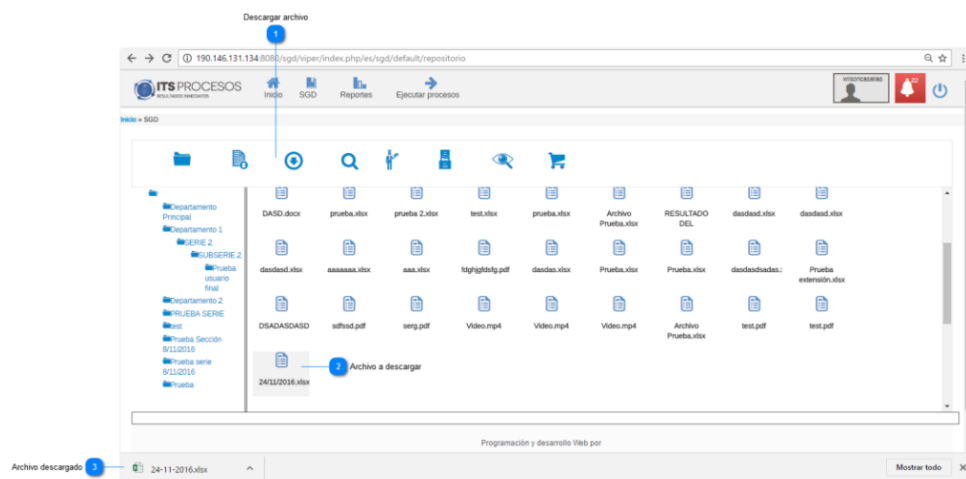 Descargar archivo
1
190.146.131.134:8080/sgd/viper/index.php/es/sgd/default/repositorio
ITS PROCESOS
RESULTADOS INMEDIATOS
Inicio
SGD
Reportes
Ejecutar procesos
22
Inicio » SGD
Departamento
Principal
Departamento 1
SERIE 2
SUBSERIE 2
Prueba
usuario
final
Departamento 2
PRUEBA SERIE
test
Prueba Sección
8/11/2016
Prueba serie
8/11/2016
Prueba
DASD.docx
prueba.xlsx
prueba 2.xlsx
test.xlsx
prueba.xlsx
Archivo
Prueba.xlsx
RESULTADO
DEL
dasdasd.xlsx
dasdasd.xlsx
dasdasd.xlsx
aaaaaaa.xlsx
aaa.xlsx
fdghjgfdsfg.pdf
dasdas.xlsx
Prueba.xlsx
Prueba.xlsx
dasdasdsadas.:
Prueba
extensión.xlsx
DSADASDASD
sdfssd.pdf
serg.pdf
Video.mp4
Video.mp4
Video.mp4
Archivo
Prueba.xlsx
test.pdf
test.pdf
24/11/2016.xlsx
2
Archivo a descargar
Programación y desarrollo Web por
Archivo descargado
3
24-11-2016.xlsx
Mostrar todo